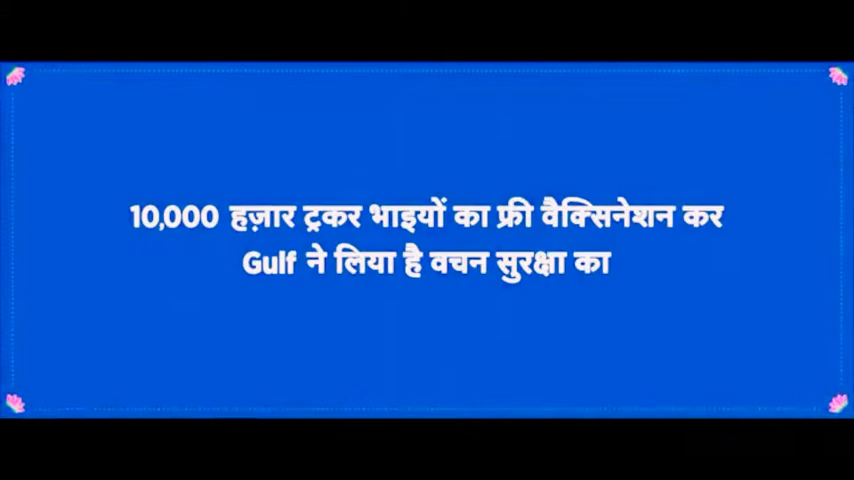 10,000 हज़ार ट्रकर भाइयों का फ्री वैक्सिनेशन कर
Gulf ने लिया है वचन सुरक्षा का